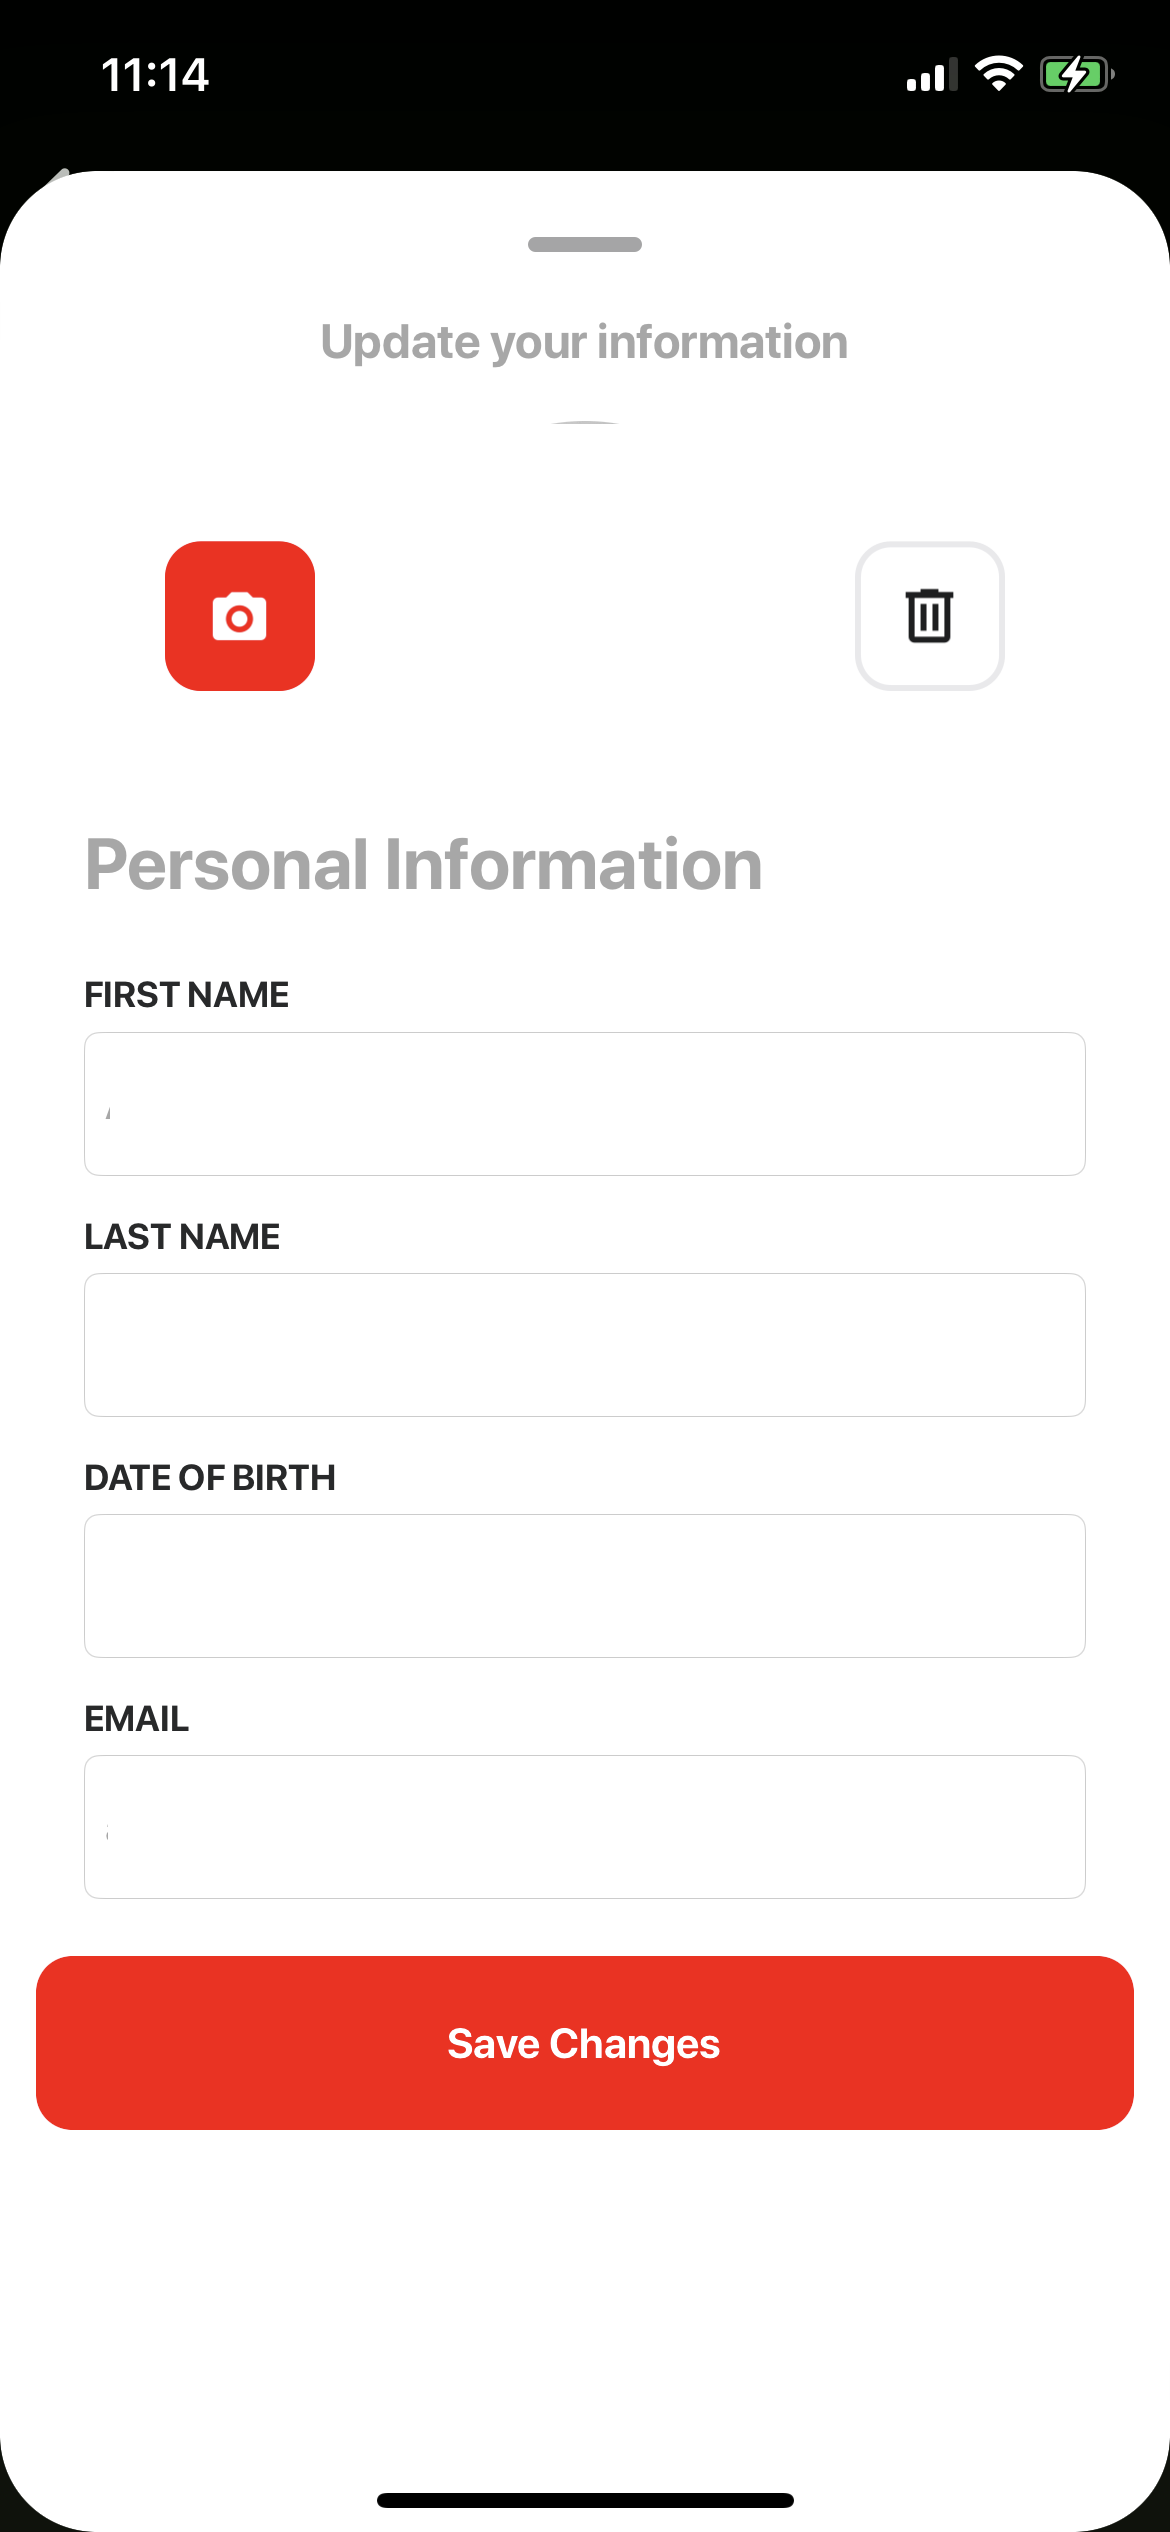 11:14
Update your information
Personal Information
FIRST NAME
LAST NAME
DATE OF BIRTH
EMAIL
Save Changes